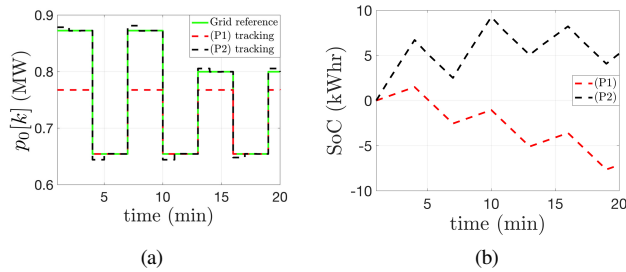 Grid reference
(P1) tracking
(P2) tracking
p₀[k] (MW)
0.9
0.8
0.7
0.6
5
10
15
20
time (min)
(a)
(P1)
(P2)
SoC (kWhr)
10
5
0
-5
-10
0
5
10
15
20
time (min)
(b)